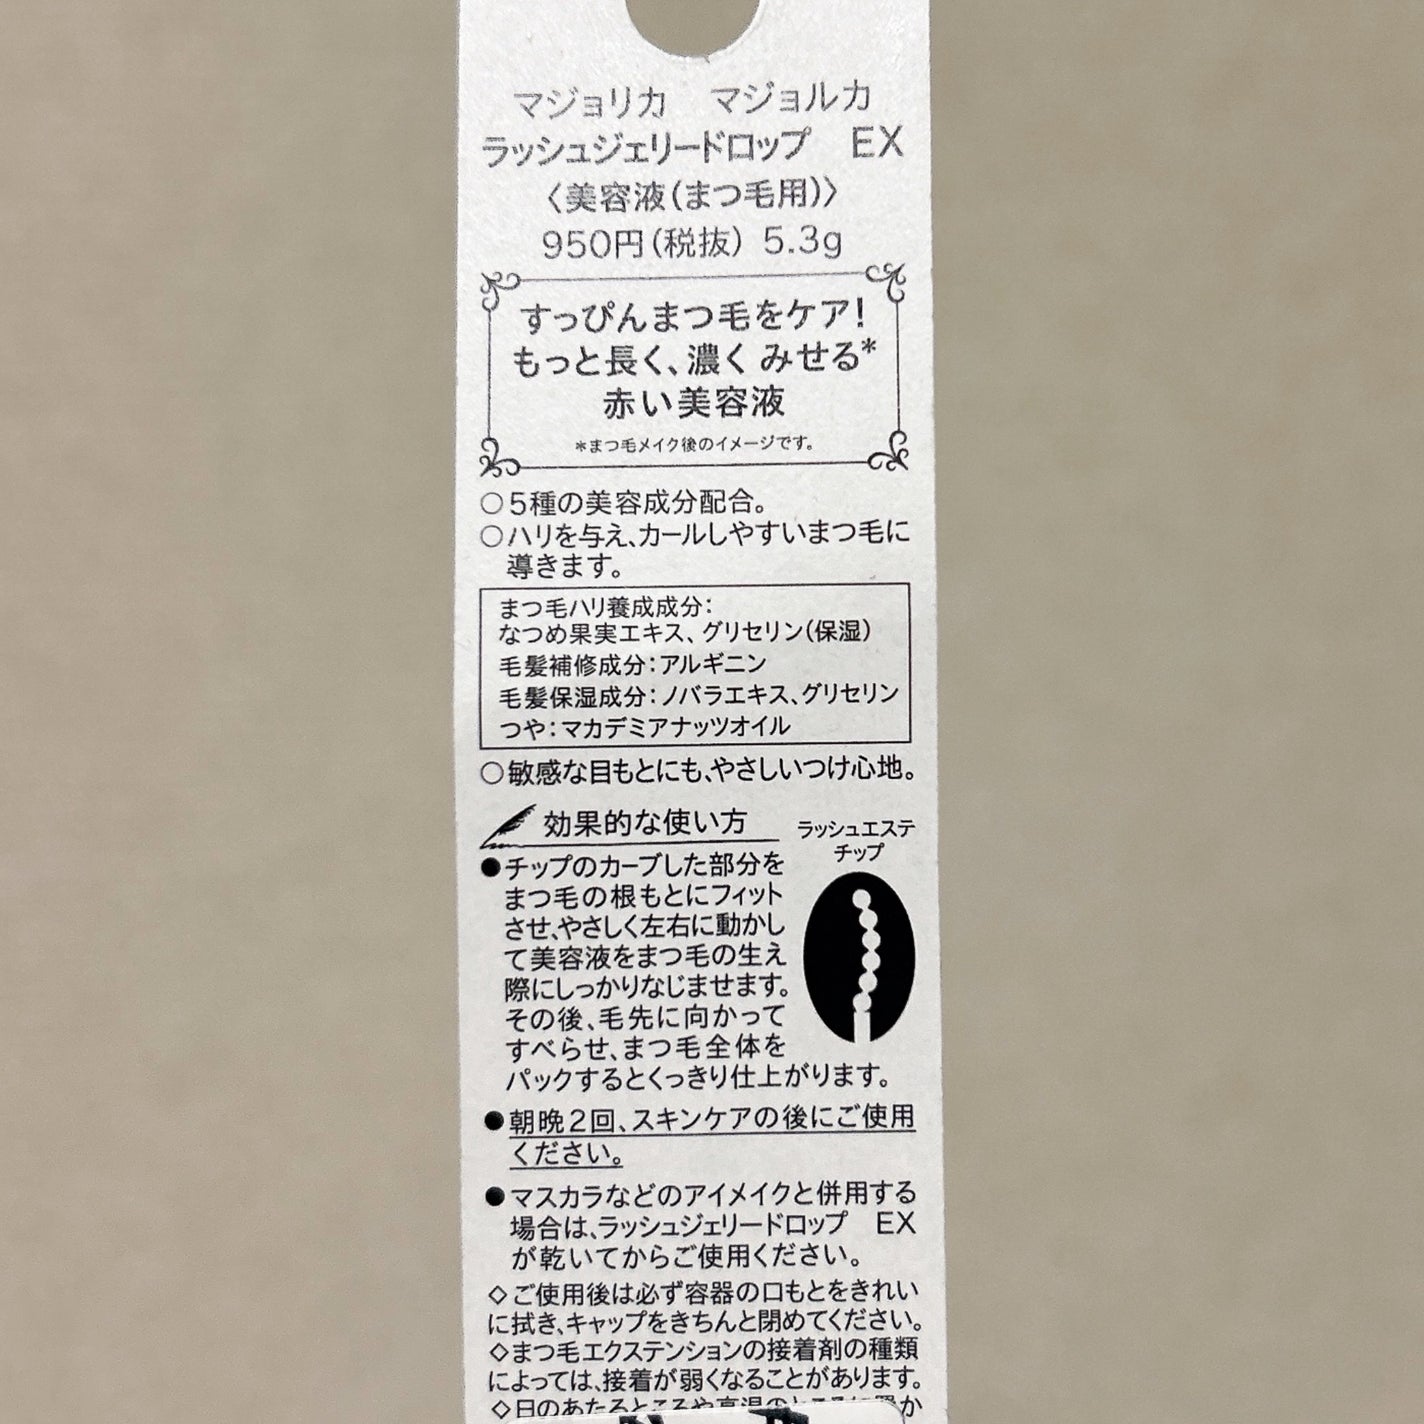 マジョリカ　マジョルカ
ラッシュジェリードロップ　EX
〈美容液(まつ毛用)〉
950円(税抜) 5.3g
すっぴんまつ毛をケア!
もっと長く、濃く みせる*
赤い美容液
*まつ毛メイク後のイメージです。
○5種の美容成分配合。
○ハリを与え、カールしやすいまつ毛に
導きます。
まつ毛ハリ養成成分:
なつめ果実エキス、グリセリン(保湿)
毛髪補修成分:アルギニン
毛髪保湿成分:ノバラエキス、グリセリン
つや:マカデミアナッツオイル
○敏感な目もとにも、やさしいつけ心地。
効果的な使い方
ラッシュエステ
チップ
●チップのカーブした部分を
まつ毛の根もとにフィット
させ、やさしく左右に動かし
て美容液をまつ毛の生え
際にしっかりなじませます。
その後、毛先に向かって
すべらせ、まつ毛全体を
パックするとくっきり仕上がります。
●朝晩2回、スキンケアの後にご使用
ください。
●マスカラなどのアイメイクと併用する
場合は、ラッシュジェリードロップ　EX
が乾いてからご使用ください。
◇ご使用後は必ず容器の口もとをきれい
に拭き、キャップをきちんと閉めてください。
◇まつ毛エクステンションの接着剤の種類
によっては、接着が弱くなることがあります。
◇日のあたるところや高温のところに置か